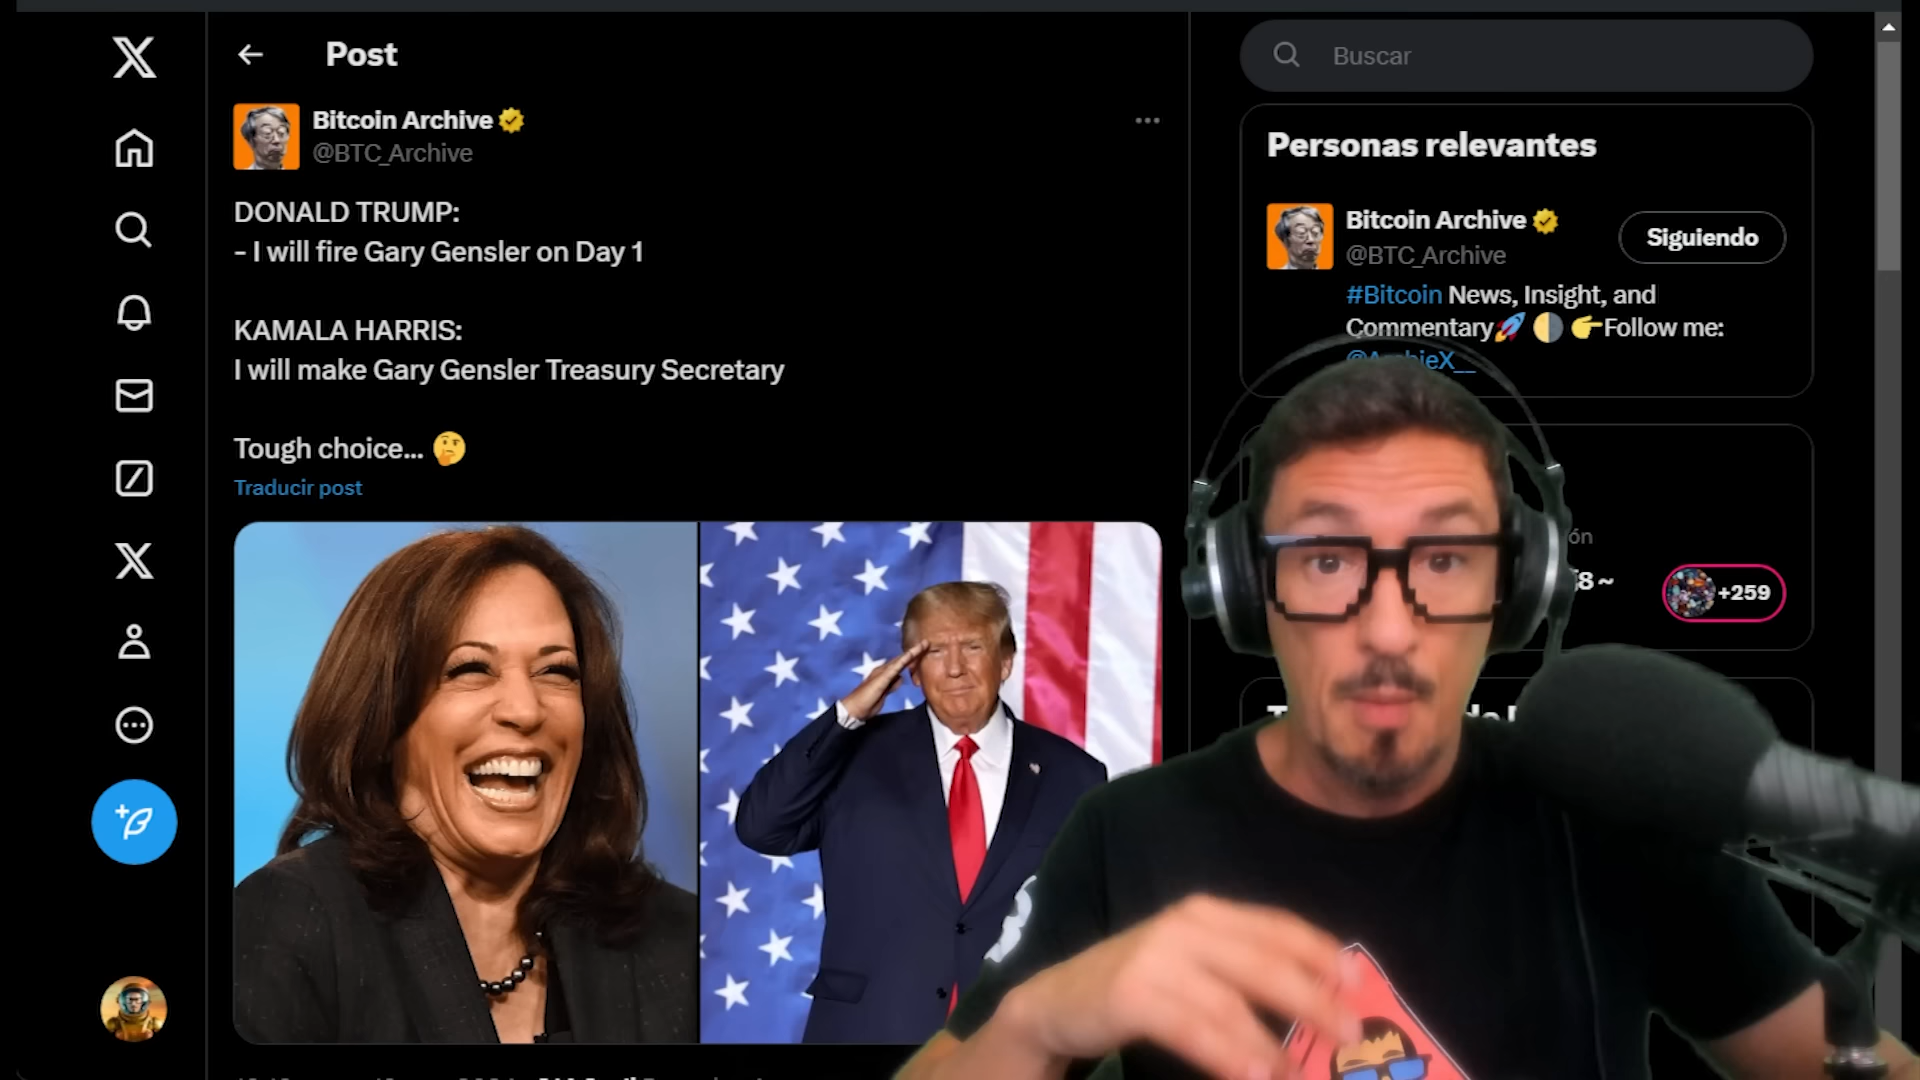 Post
Bitcoin Archive
@BTC_Archive
DONALD TRUMP:
- I will fire Gary Gensler on Day 1
KAMALA HARRIS:
I will make Gary Gensler Treasury Secretary
Tough choice...
Traducir post
Buscar
Personas relevantes
Bitcoin Archive
@BTC_Archive
Siguiendo
#Bitcoin News, Insight, and
Commentary Follow me:
+259